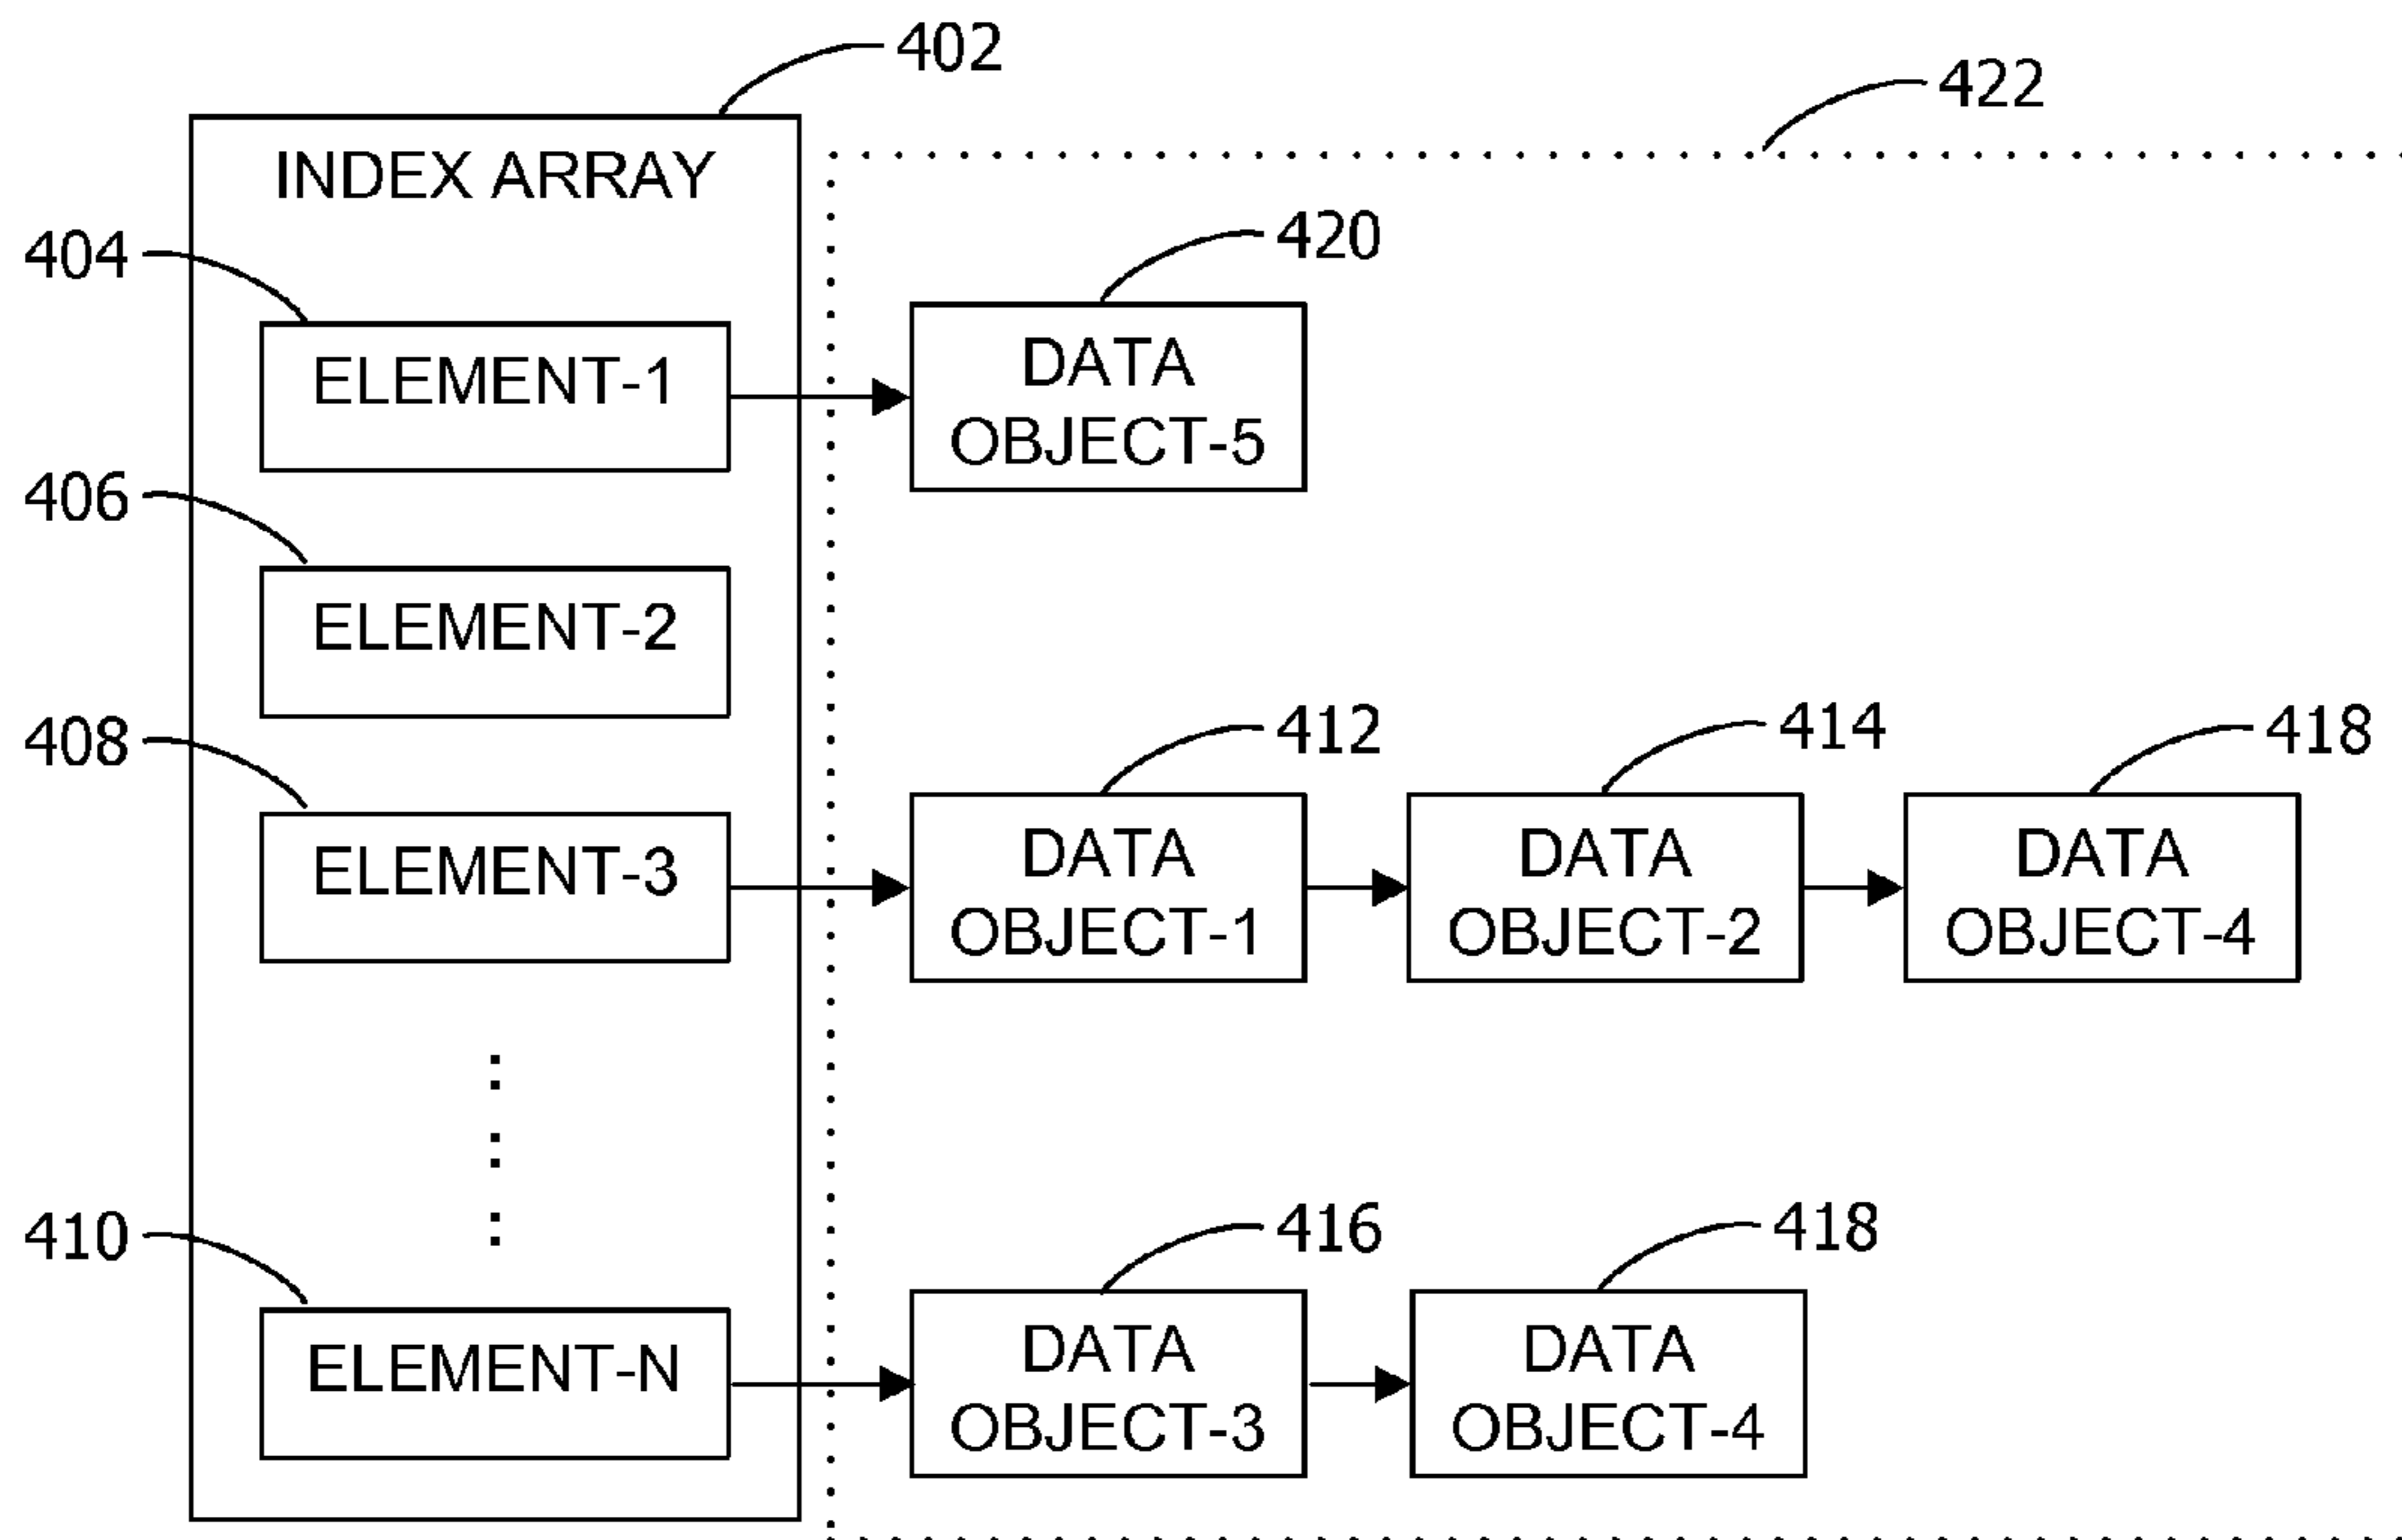 402
422
INDEX ARRAY
404
420
ELEMENT-1
DATA
OBJECT-5
406
ELEMENT-2
408
412
414
418
ELEMENT-3
DATA
OBJECT-1
DATA
OBJECT-2
DATA
OBJECT-4
410
416
418
ELEMENT-N
DATA
OBJECT-3
DATA
OBJECT-4